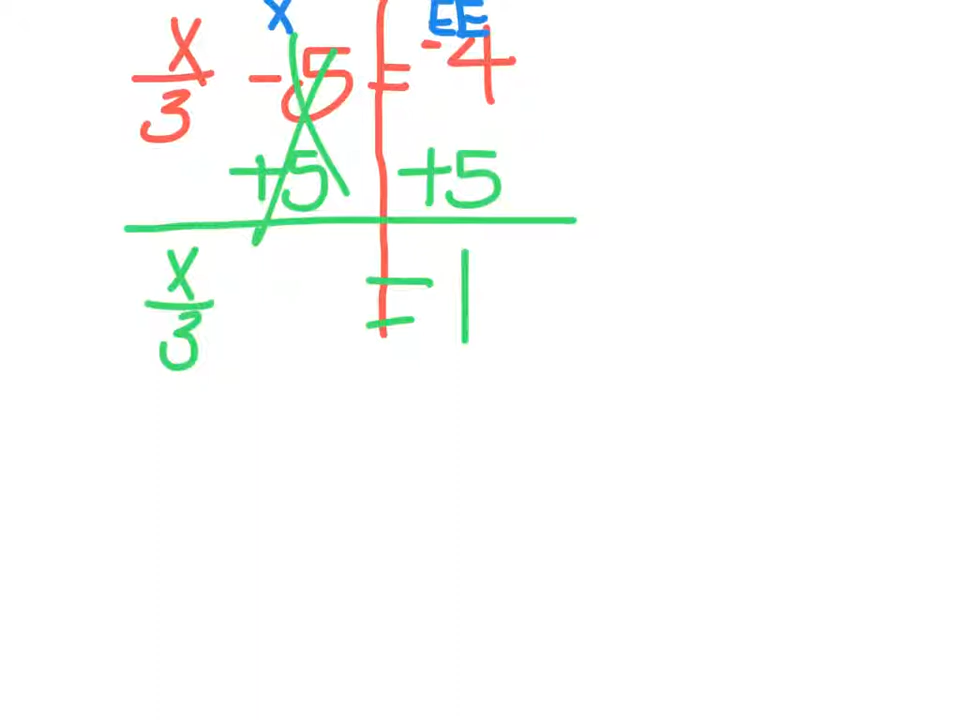 X EE
x/3 - 5 = -4
+5 +5
x/3 = 1